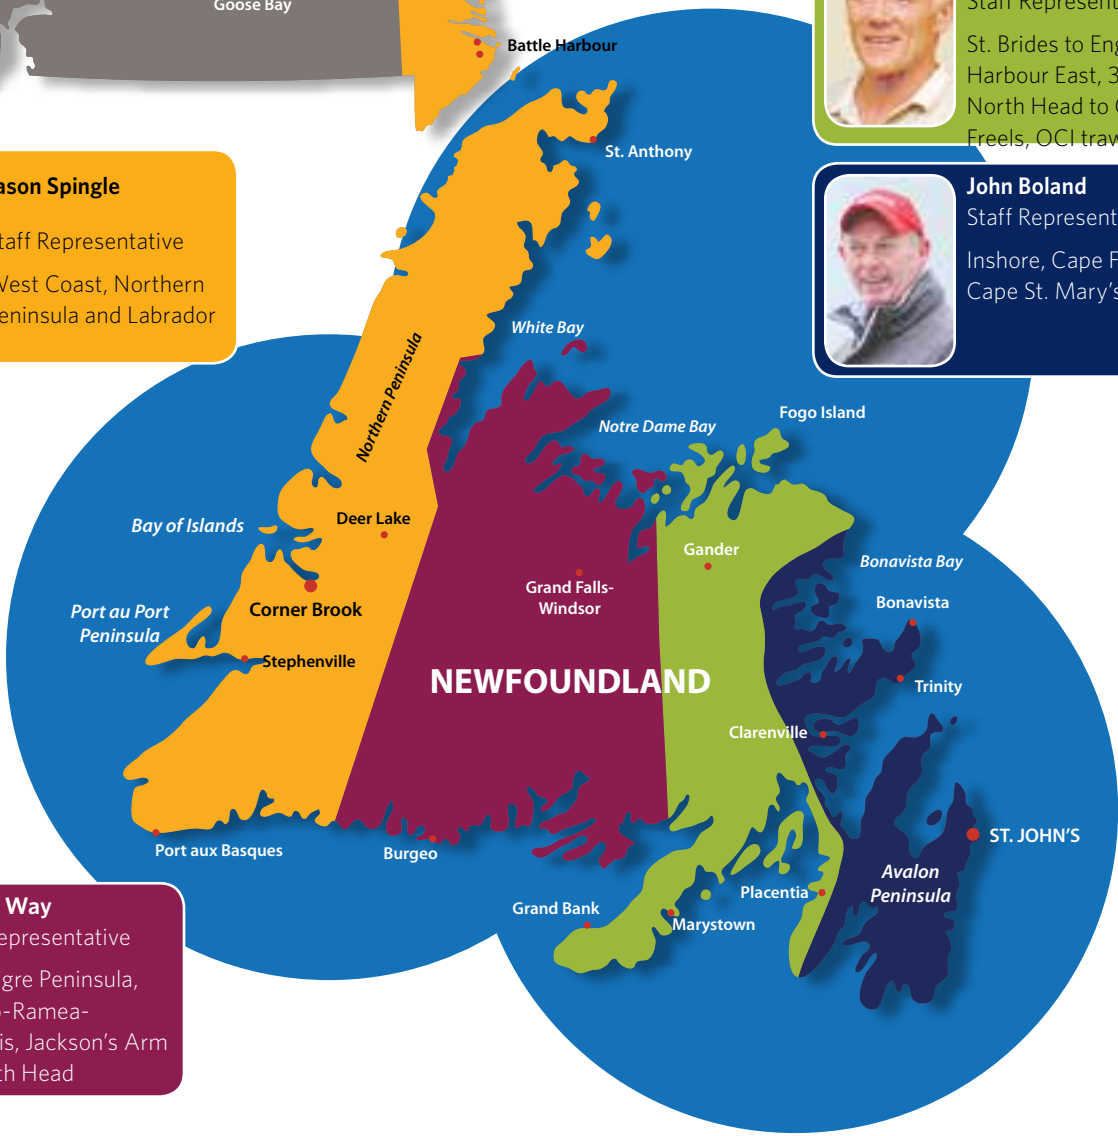 Goose Bay
Battle Harbour
St. Anthony
Staff Represent
St. Brides to Eng
Harbour East, 3
North Head to
Freels, OCI traw
John Boland
Staff Represent
Inshore, Cape F
Cape St. Mary's
ason Spingle
taff Representative
West Coast, Northern
eninsula and Labrador
White Bay
Northern Peninsula
Notre Dame Bay
Fogo Island
Bay of Islands
Deer Lake
Gander
Bonavista Bay
Grand Falls-
Windsor
Bonavista
Corner Brook
Port au Port
Peninsula
Stephenville
NEWFOUNDLAND
Trinity
Clarenville
ST. JOHN'S
Port aux Basques
Burgeo
Avalon
Peninsula
Placentia
Grand Bank
Marystown
Way
epresentative
gre Peninsula,
o-Ramea-
is, Jackson's Arm
th Head